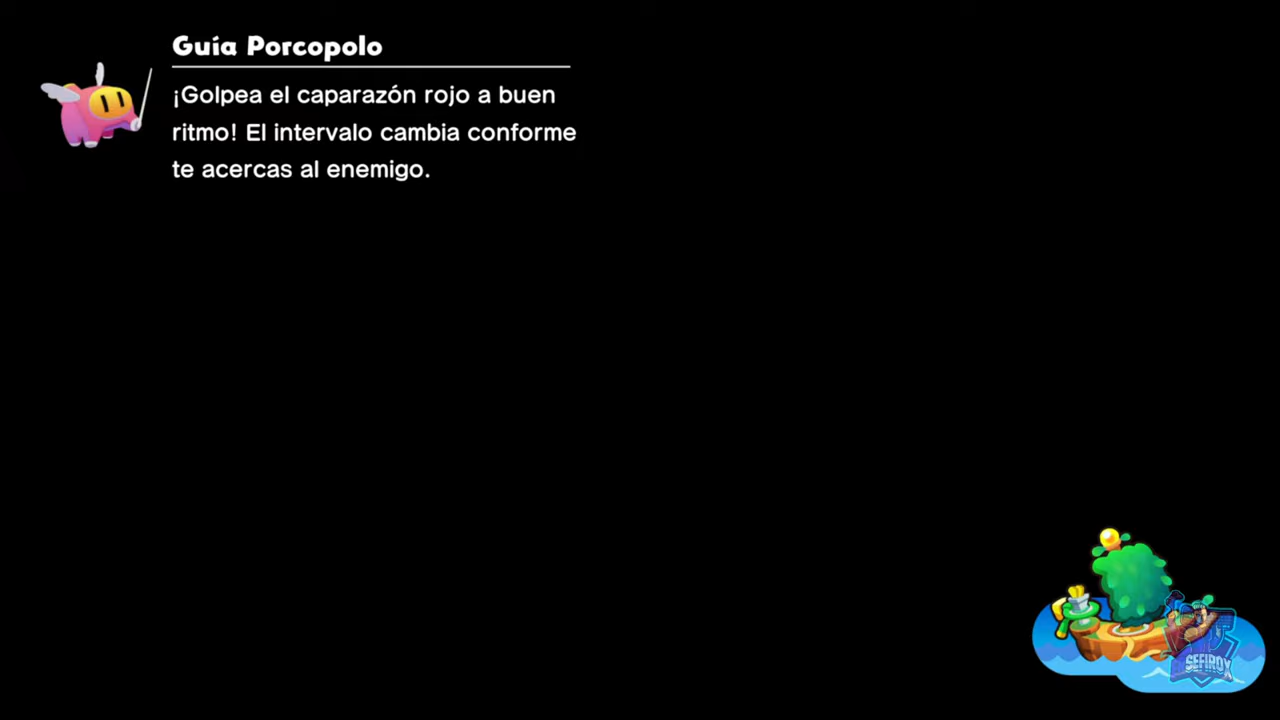 Guía Porcopolo
¡Golpea el caparazón rojo a buen
ritmo! El intervalo cambia conforme
te acercas al enemigo.
SEFIROX